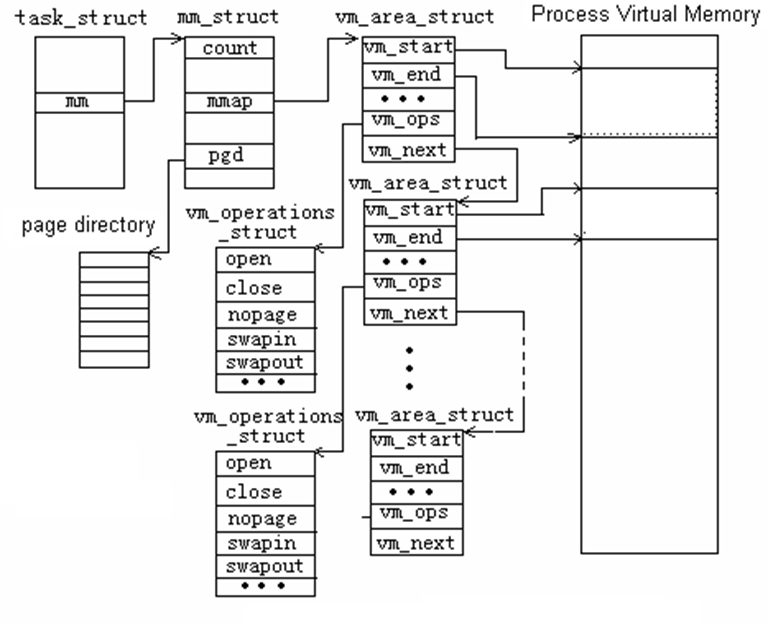 task_struct
mm
mm_struct
count
mmap
pgd
page directory
vm_area_struct
vm_start
vm_end
• • •
vm_ops
vm_next
Process Virtual Memory
vm_area_struct
vm_start
vm_end
• • •
vm_ops
vm_next
vm_operations
_struct
open
close
nopage
swapin
swapout
• • •
vm_operations
_struct
open
close
nopage
swapin
swapout
• • •
vm_area_struct
vm_start
vm_end
• • •
vm_ops
vm_next